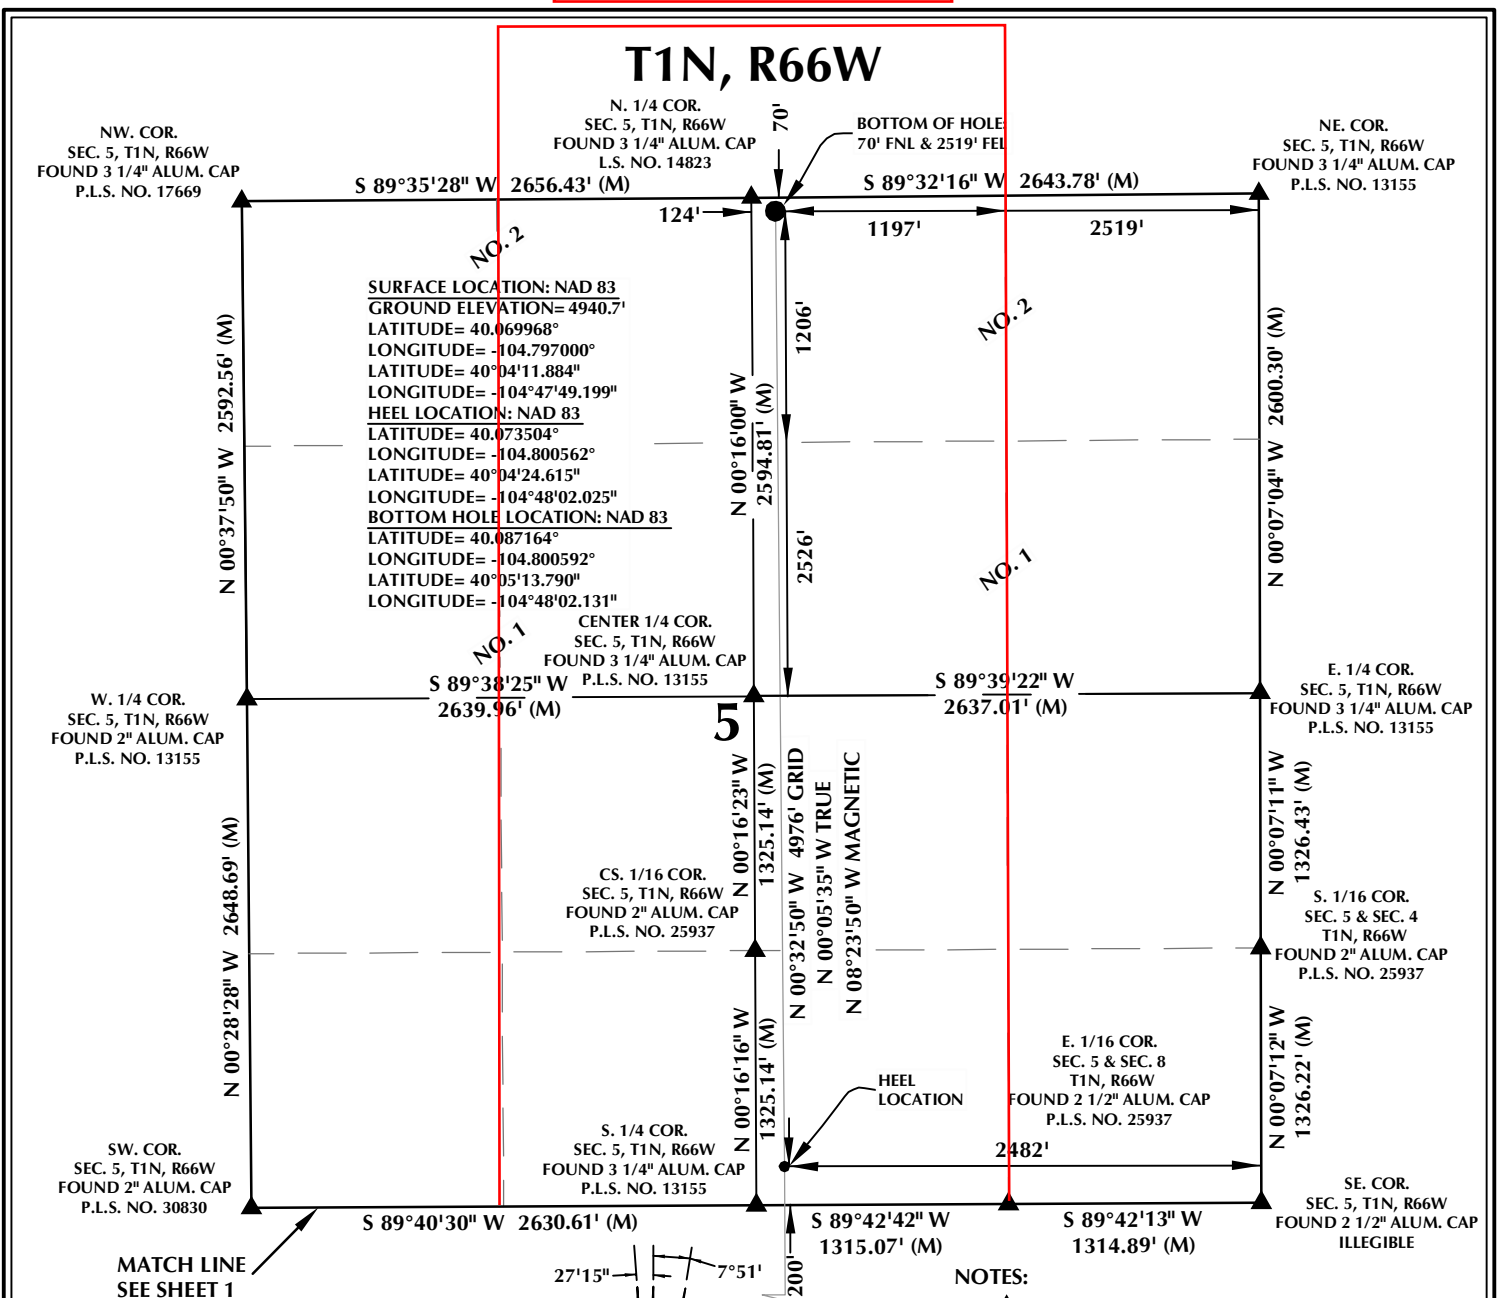 T1N, R66W
NW. COR.
SEC. 5, T1N, R66W
FOUND 3 1/4" ALUM. CAP
P.L.S. NO. 17669
N. 1/4 COR.
SEC. 5, T1N, R66W
FOUND 3 1/4" ALUM. CAP
L.S. NO. 14823
70'
BOTTOM OF HOLE:
70' FNL & 2519' FEL
NE. COR.
SEC. 5, T1N, R66W
FOUND 3 1/4" ALUM. CAP
P.L.S. NO. 13155
S 89°35'28" W 2656.43' (M)
S 89°32'16" W 2643.78' (M)
124'
1197'
2519'
NO. 2
SURFACE LOCATION: NAD 83
GROUND ELEVATION= 4940.7'
LATITUDE= 40.069968°
LONGITUDE= -104.797000°
LATITUDE= 40°04'11.884"
LONGITUDE= -104°47'49.199"
HEEL LOCATION: NAD 83
LATITUDE= 40.073504°
LONGITUDE= -104.800562°
LATITUDE= 40°04'24.615"
LONGITUDE= -104°48'02.025"
BOTTOM HOLE LOCATION: NAD 83
LATITUDE= 40.087164°
LONGITUDE= -104.800592°
LATITUDE= 40°05'13.790"
LONGITUDE= -104°48'02.131"
N 00°37'50" W 2592.56' (M)
N 00°16'00" W
2594.81' (M)
1206'
2526'
NO. 2
NO. 1
N 00°07'04" W 2600.30' (M)
NO. 1
CENTER 1/4 COR.
SEC. 5, T1N, R66W
FOUND 3 1/4" ALUM. CAP
P.L.S. NO. 13155
W. 1/4 COR.
SEC. 5, T1N, R66W
FOUND 2" ALUM. CAP
P.L.S. NO. 13155
S 89°38'25" W
2639.96' (M)
S 89°39'22" W
2637.01' (M)
E. 1/4 COR.
SEC. 5, T1N, R66W
FOUND 3 1/4" ALUM. CAP
P.L.S. NO. 13155
5
N 00°16'23" W
1325.14' (M)
N 00°32'50" W 4976' GRID
N 00°05'35" W TRUE
N 08°23'50" W MAGNETIC
N 00°07'11" W
1326.43' (M)
N 00°28'28" W 2648.69' (M)
CS. 1/16 COR.
SEC. 5, T1N, R66W
FOUND 2" ALUM. CAP
P.L.S. NO. 25937
S. 1/16 COR.
SEC. 5 & SEC. 4
T1N, R66W
FOUND 2" ALUM. CAP
P.L.S. NO. 25937
N 00°16'16" W
1325.14' (M)
HEEL
LOCATION
E. 1/16 COR.
SEC. 5 & SEC. 8
T1N, R66W
FOUND 2 1/2" ALUM. CAP
P.L.S. NO. 25937
N 00°07'12" W
1326.22' (M)
SW. COR.
SEC. 5, T1N, R66W
FOUND 2" ALUM. CAP
P.L.S. NO. 30830
S. 1/4 COR.
SEC. 5, T1N, R66W
FOUND 3 1/4" ALUM. CAP
P.L.S. NO. 13155
2482'
SE. COR.
SEC. 5, T1N, R66W
FOUND 2 1/2" ALUM. CAP
ILLEGIBLE
S 89°40'30" W 2630.61' (M)
S 89°42'42" W
1315.07' (M)
S 89°42'13" W
1314.89' (M)
MATCH LINE
SEE SHEET 1
27'15"
7°51'
200'
NOTES: